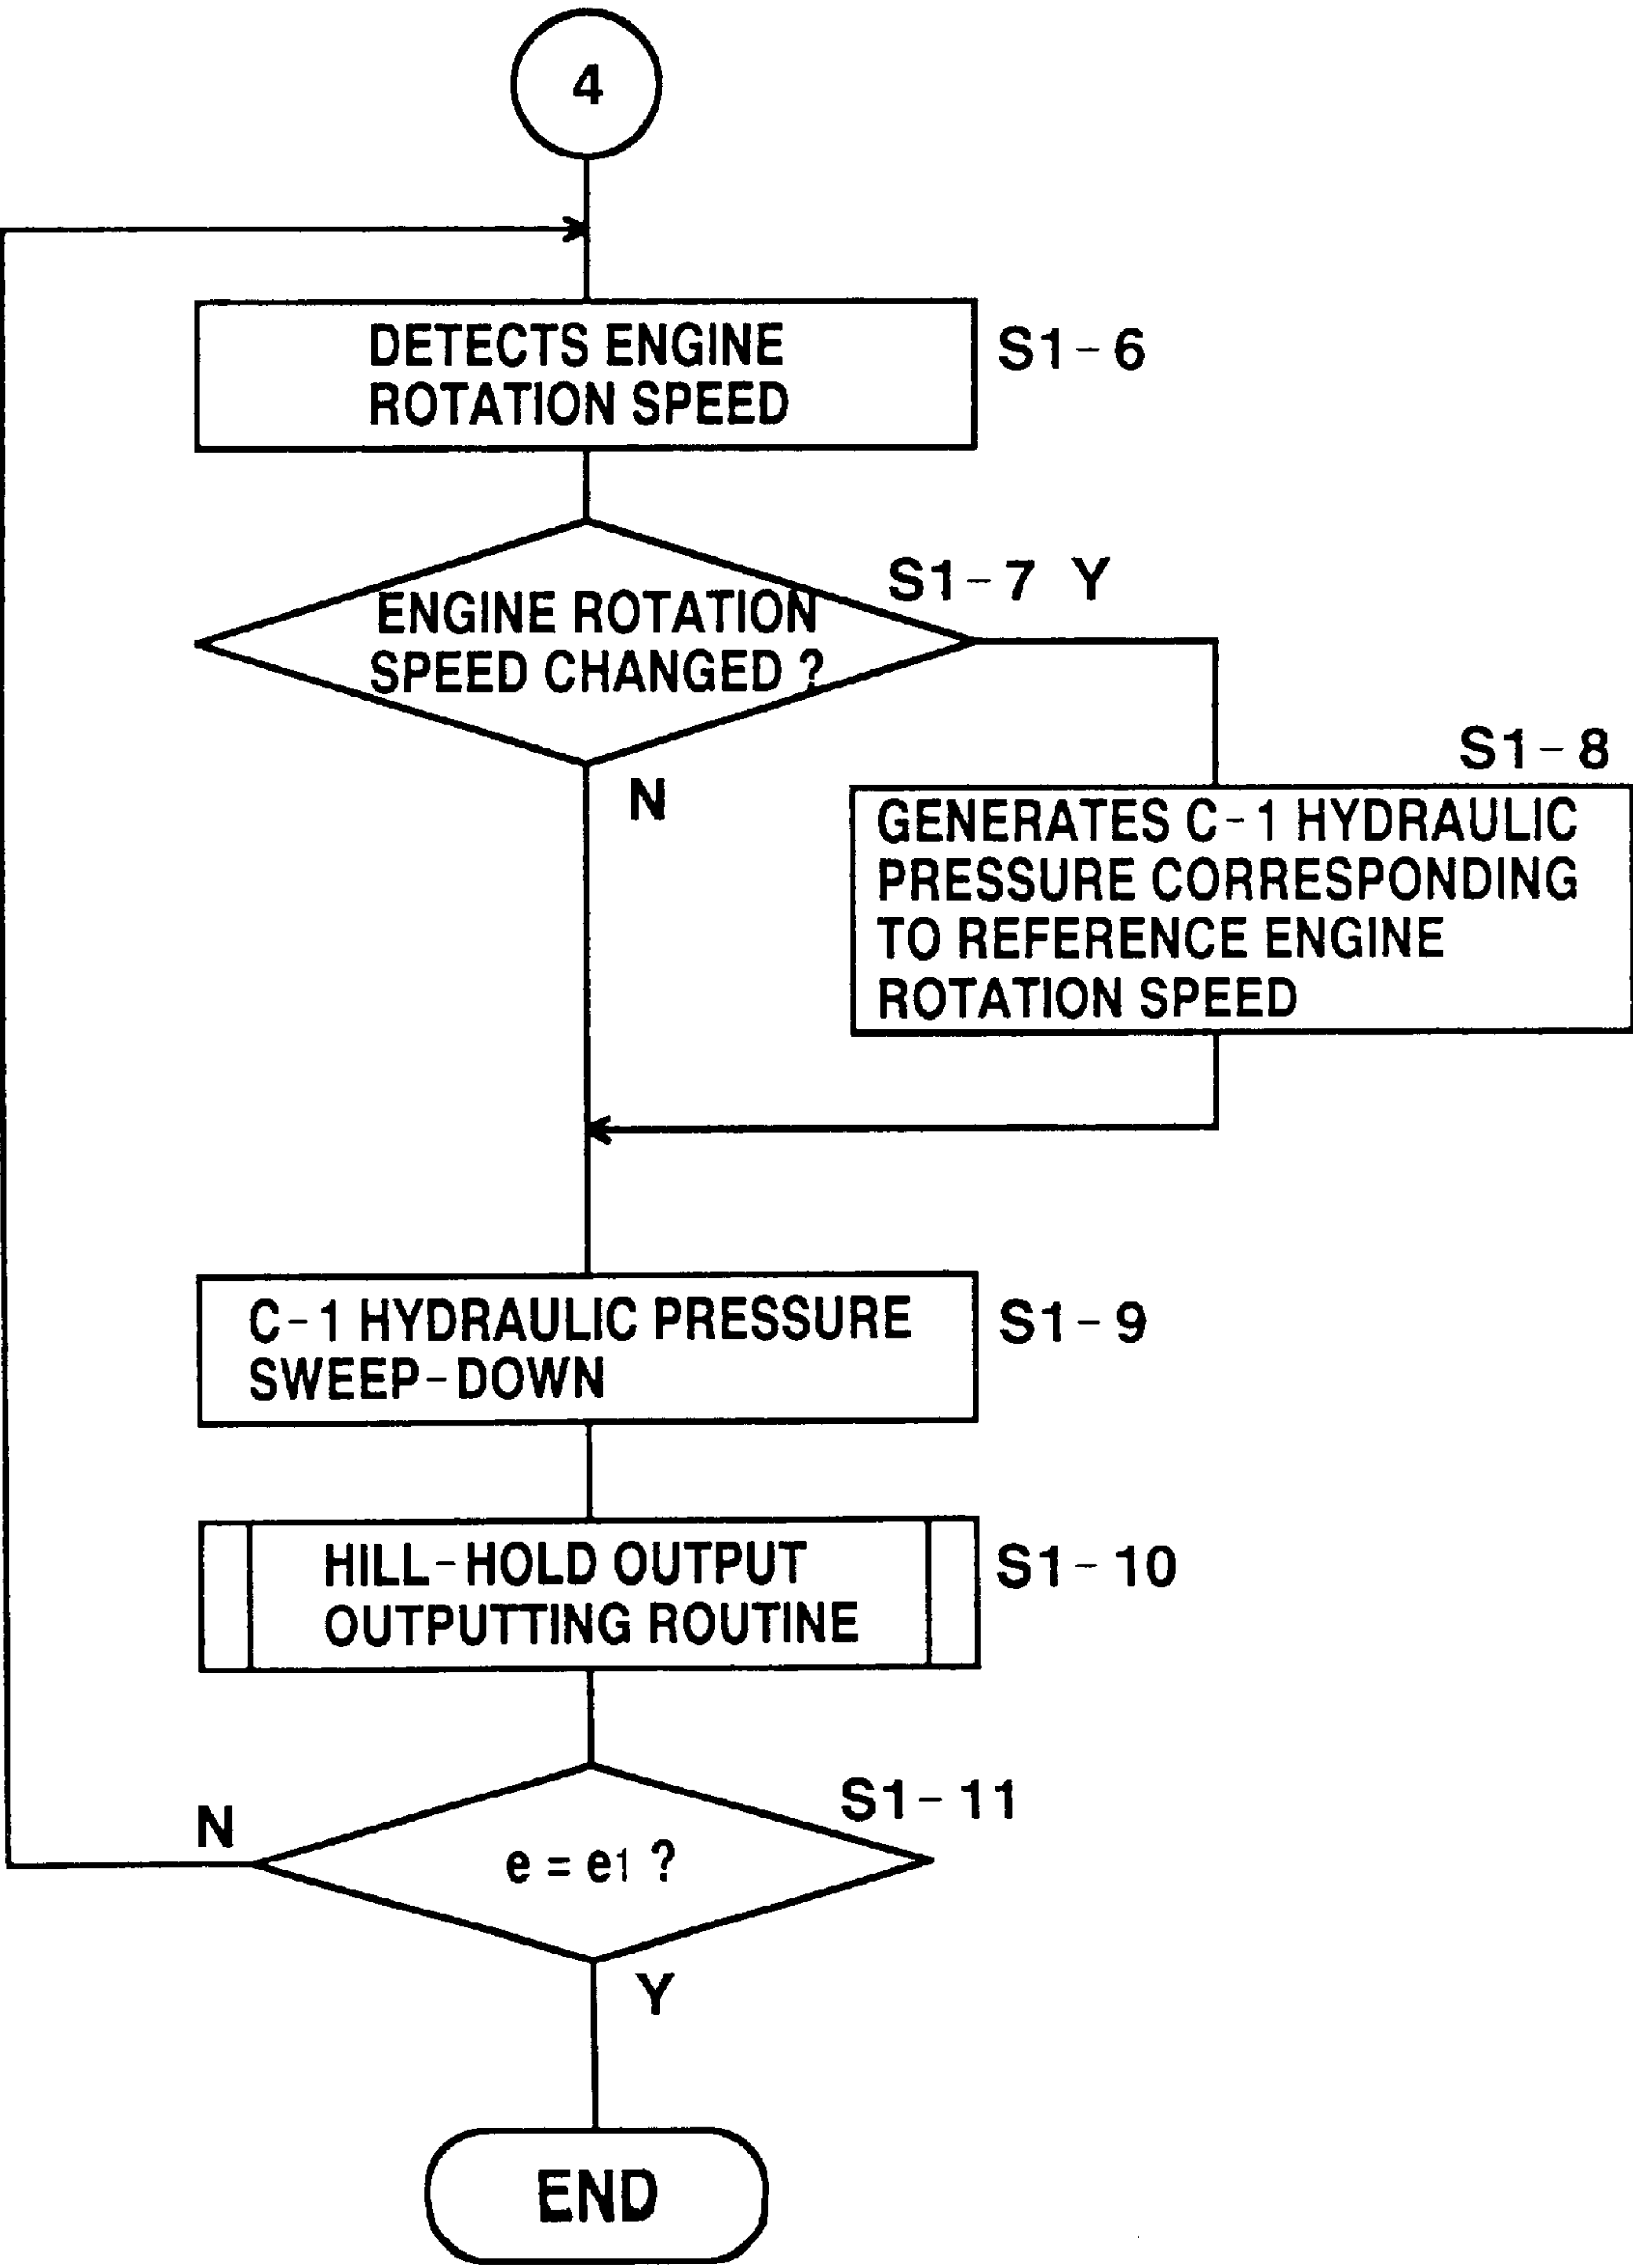 4
DETECTS ENGINE
ROTATION SPEED
S1-6
S1-7 Y
ENGINE ROTATION
SPEED CHANGED ?
N
S1-8
GENERATES C-1 HYDRAULIC
PRESSURE CORRESPONDING
TO REFERENCE ENGINE
ROTATION SPEED
C-1 HYDRAULIC PRESSURE
SWEEP-DOWN
S1-9
HILL-HOLD OUTPUT
OUTPUTTING ROUTINE
S1-10
S1-11
N
e = e1 ?
Y
END